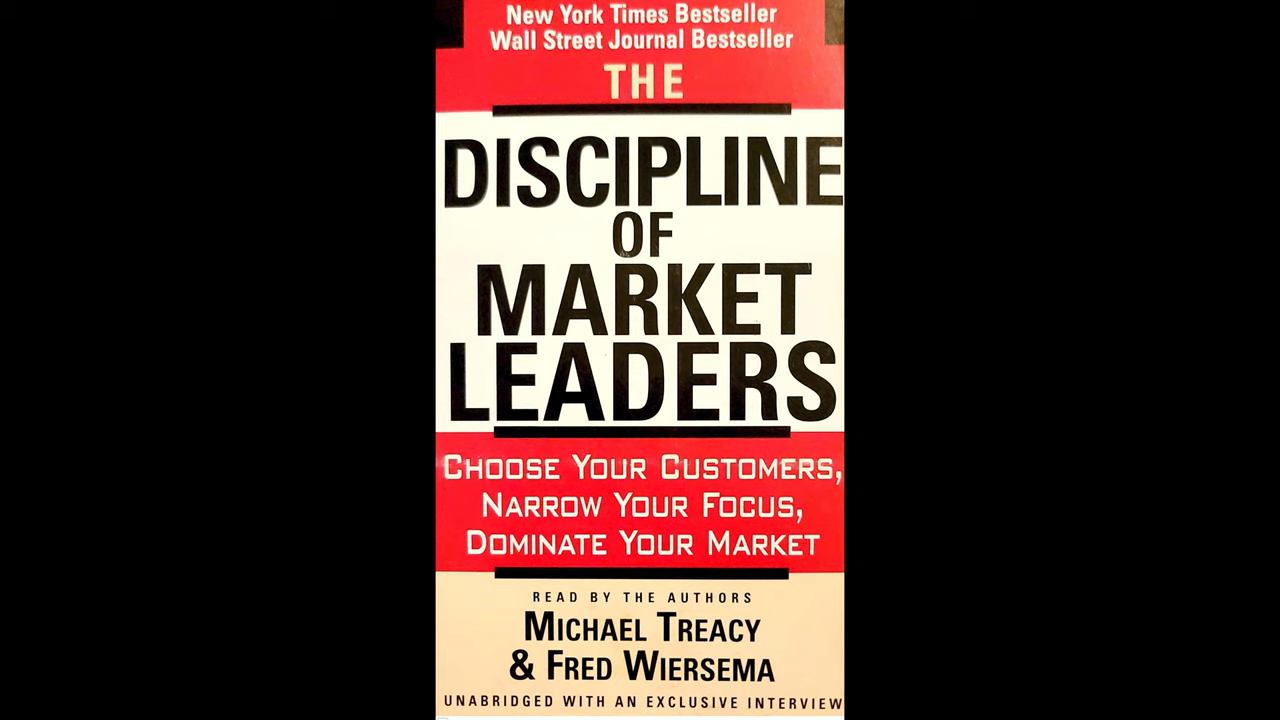 New York Times Bestseller
Wall Street Journal Bestseller
THE
DISCIPLINE
OF
MARKET
LEADERS
CHOOSE YOUR CUSTOMERS,
NARROW YOUR FOCUS,
DOMINATE YOUR MARKET
READ BY THE AUTHORS
MICHAEL TREACY
& FRED WIERSEMA
UNABRIDGED WITH AN EXCLUSIVE INTERVIEW